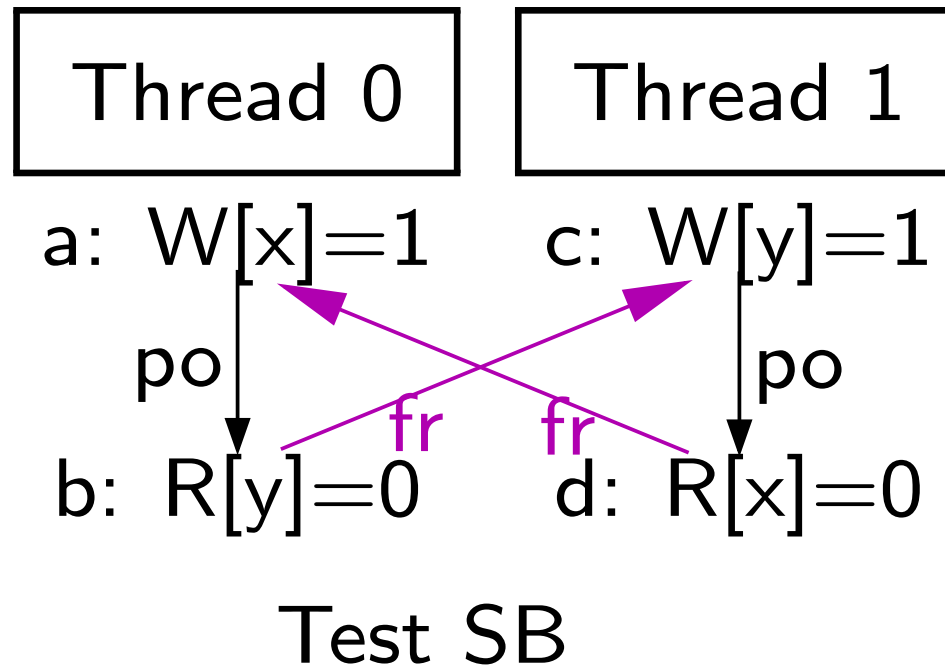 Thread 0 Thread 1
a: W[x]=1 c: W[y]=1
po po
fr fr
b: R[y]=0 d: R[x]=0
Test SB